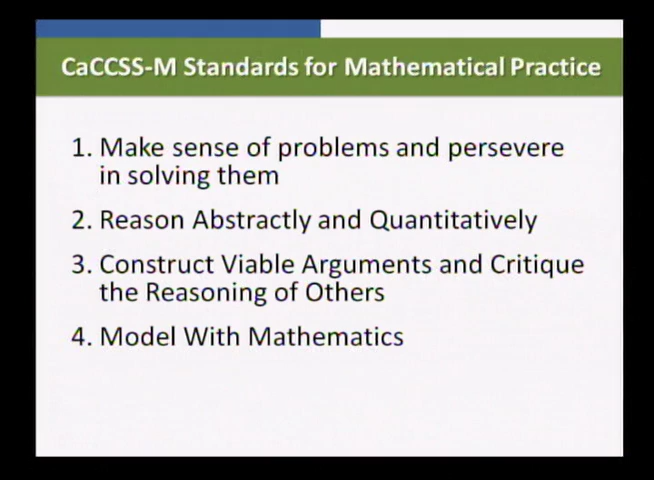 CaCCSS-M Standards for Mathematical Practice
1. Make sense of problems and persevere
in solving them
2. Reason Abstractly and Quantitatively
3. Construct Viable Arguments and Critique
the Reasoning of Others
4. Model With Mathematics